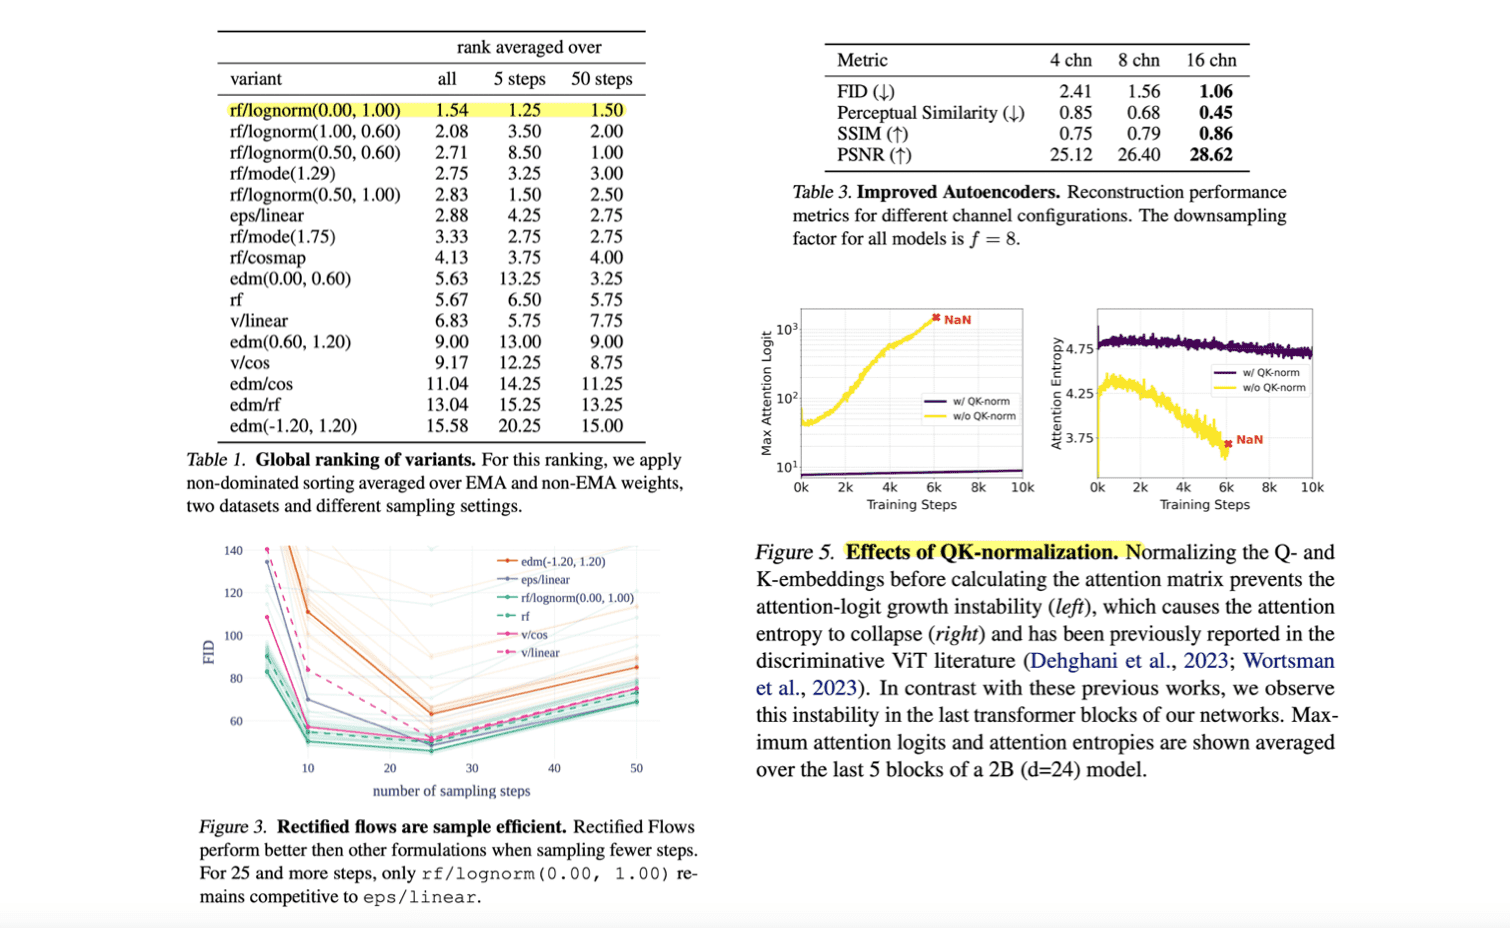 rank averaged over
variant all 5 steps 50 steps
rf/lognorm(0.00, 1.00) 1.54 1.25 1.50
rf/lognorm(1.00, 0.60) 2.08 3.50 2.00
rf/lognorm(0.50, 0.60) 2.71 8.50 1.00
rf/mode(1.29) 2.75 3.25 3.00
rf/lognorm(0.50, 1.00) 2.83 1.50 2.50
eps/linear 2.88 4.25 2.75
rf/mode(1.75) 3.33 2.75 2.75
rf/cosmap 4.13 3.75 4.00
edm(0.00, 0.60) 5.63 13.25 3.25
rf 5.67 6.50 5.75
v/linear 6.83 5.75 7.75
edm(0.60, 1.20) 9.00 13.00 9.00
v/cos 9.17 12.25 8.75
edm/cos 11.04 14.25 11.25
edm/rf 13.04 15.25 13.25
edm(-1.20, 1.20) 15.58 20.25 15.00
Table 1. Global ranking of variants. For this ranking, we apply
non-dominated sorting averaged over EMA and non-EMA weights,
two datasets and different sampling settings.
140
120
100
80
60
FID
10 20 30 40 50
number of sampling steps
edm(-1.20, 1.20)
eps/linear
rf/lognorm(0.00, 1.00)
rf
v/cos
v/linear
Figure 3. Rectified flows are sample efficient. Rectified Flows
perform better then other formulations when sampling fewer steps.
For 25 and more steps, only rf/lognorm(0.00, 1.00) re-
mains competitive to eps/linear.
Metric 4 chn 8 chn 16 chn
FID (↓) 2.41 1.56 1.06
Perceptual Similarity (↓) 0.85 0.68 0.45
SSIM (↑) 0.75 0.79 0.86
PSNR (↑) 25.12 26.40 28.62
Table 3. Improved Autoencoders. Reconstruction performance
metrics for different channel configurations. The downsampling
factor for all models is f = 8.
Max Attention Logit
10³
10²
10¹
NaN
w/ QK-norm
w/o QK-norm
0k 2k 4k 6k 8k 10k
Training Steps
Attention Entropy
4.75
4.25
3.75
w/ QK-norm
w/o QK-norm
NaN
0k 2k 4k 6k 8k 10k
Training Steps
Figure 5. Effects of QK-normalization. Normalizing the Q- and
K-embeddings before calculating the attention matrix prevents the
attention-logit growth instability (left), which causes the attention
entropy to collapse (right) and has been previously reported in the
discriminative ViT literature (Dehghani et al., 2023; Wortsman
et al., 2023). In contrast with these previous works, we observe
this instability in the last transformer blocks of our networks. Max-
imum attention logits and attention entropies are shown averaged
over the last 5 blocks of a 2B (d=24) model.